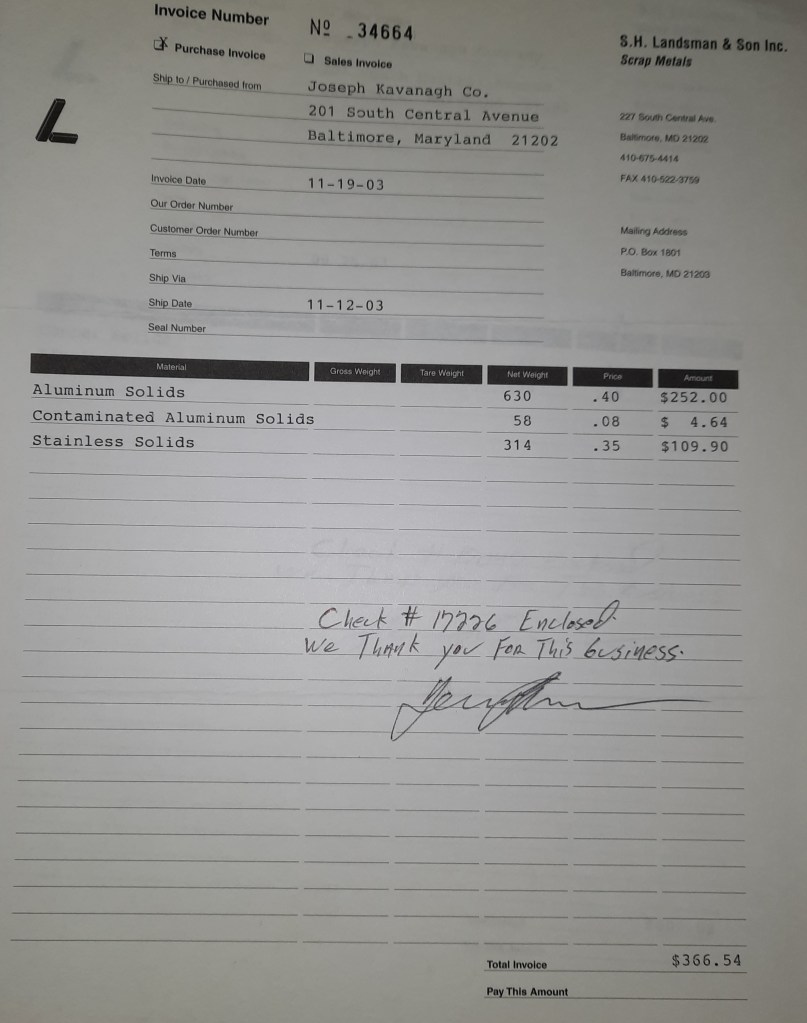 Invoice Number
Nº 34664
X Purchase Invoice
Sales Invoice
S.H. Landsman & Son Inc.
Scrap Metals
Ship to / Purchased from
Joseph Kavanagh Co.
201 South Central Avenue
Baltimore, Maryland 21202
L
227 South Central Ave.
Baltimore, MD 21202
410-675-4414
FAX 410-522-3759
Mailing Address
P.O. Box 1801
Baltimore, MD 21203
Invoice Date 11-19-03
Our Order Number
Customer Order Number
Terms
Ship Via
Ship Date 11-12-03
Seal Number
Material Gross Weight Tare Weight Net Weight Price Amount
Aluminum Solids 630 .40 $252.00
Contaminated Aluminum Solids 58 .08 $ 4.64
Stainless Solids 314 .35 $109.90
Check # 17226 Enclosed.
We Thank you For This business.
Total Invoice $366.54
Pay This Amount